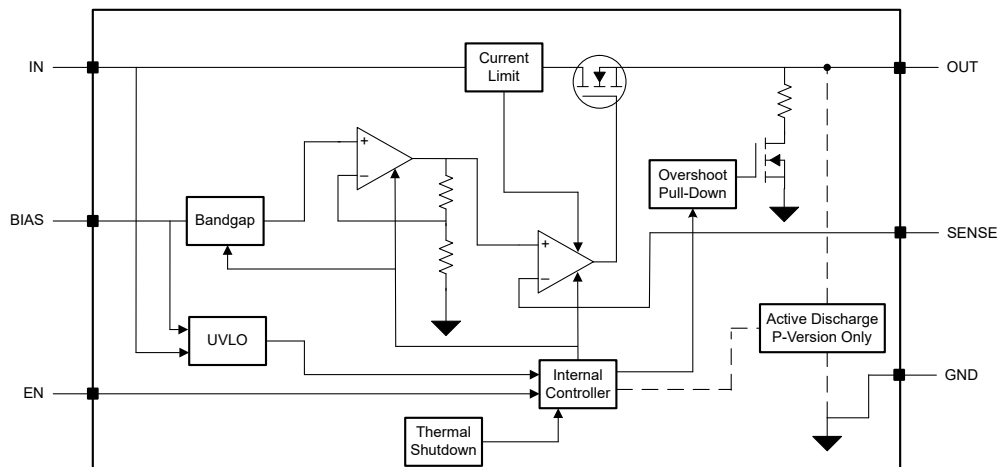 IN
Current
Limit
OUT
+
−
Overshoot
Pull-Down
BIAS
Bandgap
SENSE
+
−
UVLO
Active Discharge
P-Version Only
Internal
Controller
GND
EN
Thermal
Shutdown